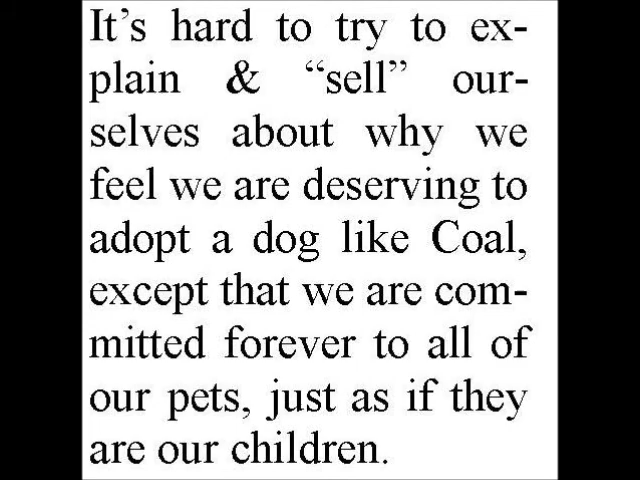 It’s hard to try to ex-
plain & “sell” our-
selves about why we
feel we are deserving to
adopt a dog like Coal,
except that we are com-
mitted forever to all of
our pets, just as if they
are our children.